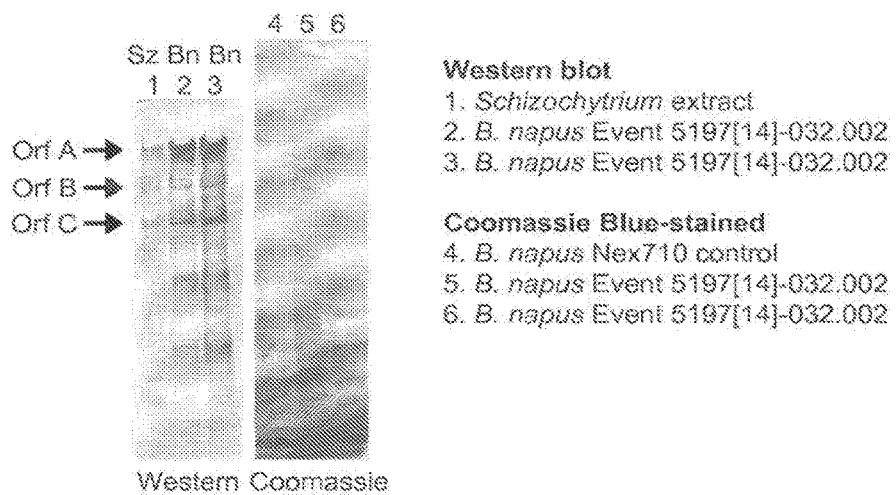 4 5 6
Sz Bn Bn
1 2 3
Orf A
Orf B
Orf C
Western Coomassie
Western blot
1. Schizochytrium extract
2. B. napus Event 5197[14]-032.002
3. B. napus Event 5197[14]-032.002
Coomassie Blue-stained
4. B. napus Nex710 control
5. B. napus Event 5197[14]-032.002
6. B. napus Event 5197[14]-032.002